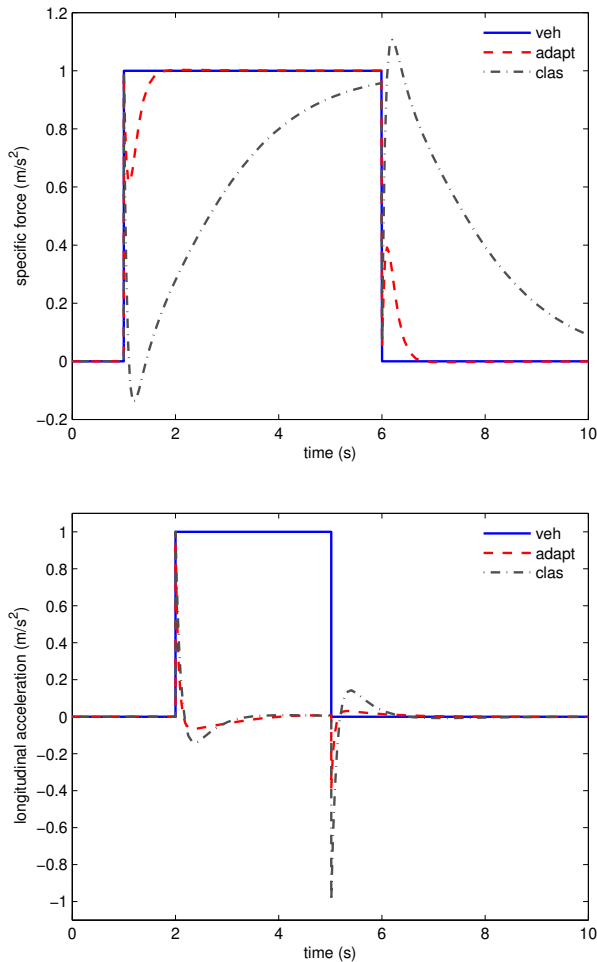 1.2
1
0.8
0.6
0.4
0.2
0
−0.2
specific force (m/s²)
veh
adapt
clas
0 2 4 6 8 10
time (s)
1
0.8
0.6
0.4
0.2
0
−0.2
−0.4
−0.6
−0.8
−1
longitudinal acceleration (m/s²)
veh
adapt
clas
0 2 4 6 8 10
time (s)